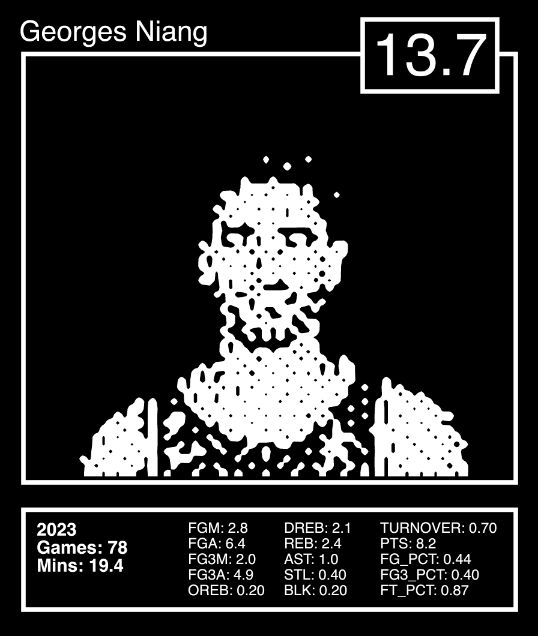 Georges Niang
13.7
2023
Games: 78
Mins: 19.4
FGM: 2.8
FGA: 6.4
FG3M: 2.0
FG3A: 4.9
OREB: 0.20
DREB: 2.1
REB: 2.4
AST: 1.0
STL: 0.40
BLK: 0.20
TURNOVER: 0.70
PTS: 8.2
FG_PCT: 0.44
FG3_PCT: 0.40
FT_PCT: 0.87